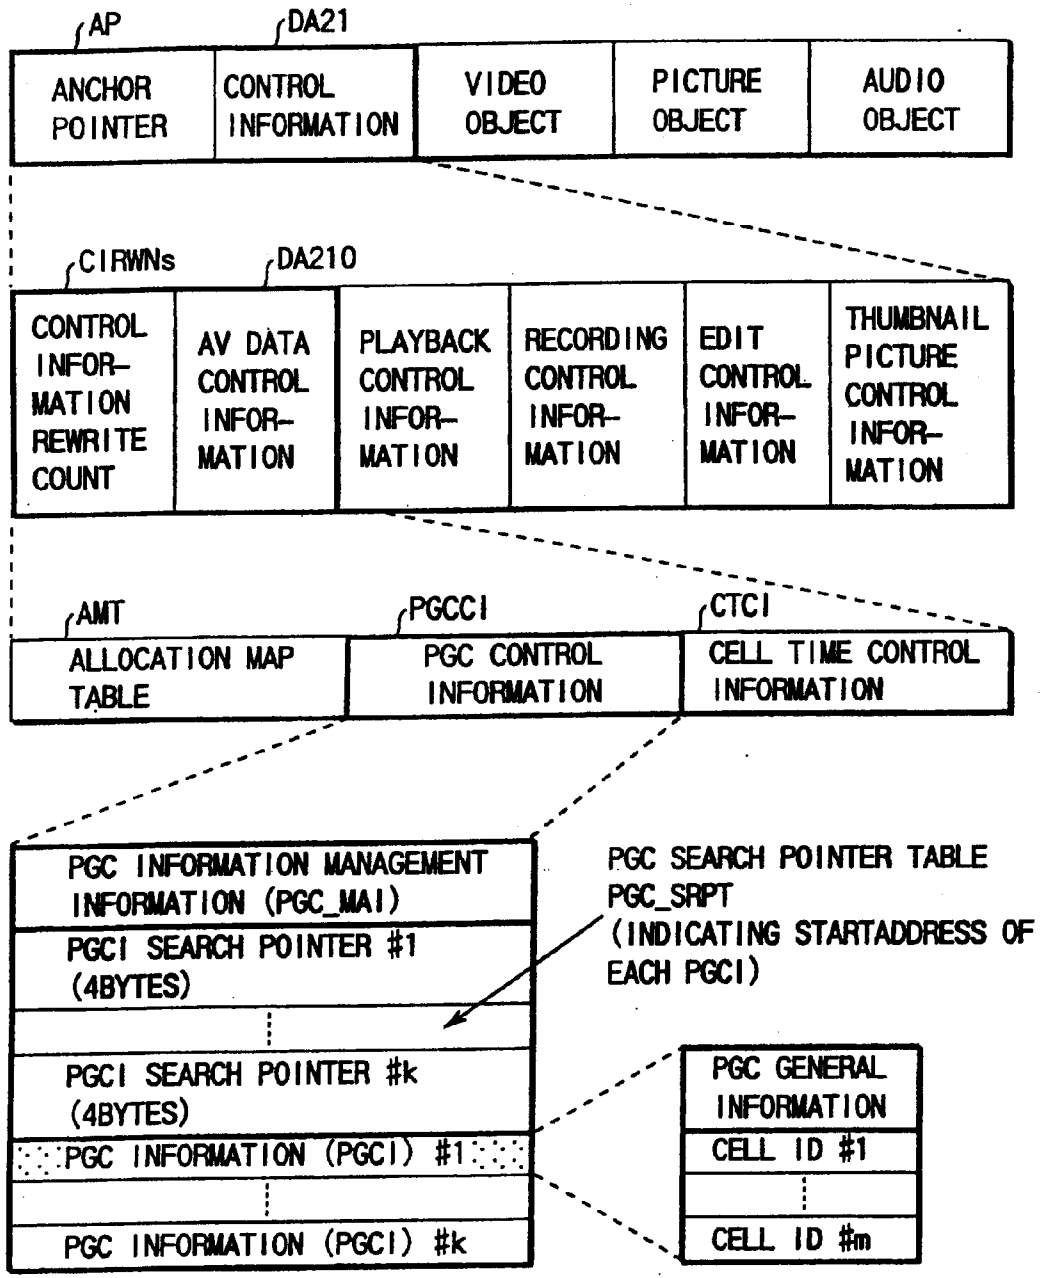 AP
DA21
ANCHOR
POINTER
CONTROL
INFORMATION
VIDEO
OBJECT
PICTURE
OBJECT
AUDIO
OBJECT
CIRWNs
DA210
CONTROL
INFOR-
MATION
REWRITE
COUNT
AV DATA
CONTROL
INFOR-
MATION
PLAYBACK
CONTROL
INFOR-
MATION
RECORDING
CONTROL
INFOR-
MATION
EDIT
CONTROL
INFOR-
MATION
THUMBNAIL
PICTURE
CONTROL
INFOR-
MATION
AMT
PGCCI
CTCI
ALLOCATION MAP
TABLE
PGC CONTROL
INFORMATION
CELL TIME CONTROL
INFORMATION
PGC INFORMATION MANAGEMENT
INFORMATION (PGC_MAI)
PGCI SEARCH POINTER #1
(4BYTES)
PGCI SEARCH POINTER #k
(4BYTES)
PGC INFORMATION (PGCI) #1
PGC INFORMATION (PGCI) #k
PGC SEARCH POINTER TABLE
PGC_SRPT
(INDICATING STARTADDRESS OF
EACH PGCI)
PGC GENERAL
INFORMATION
CELL ID #1
CELL ID #m